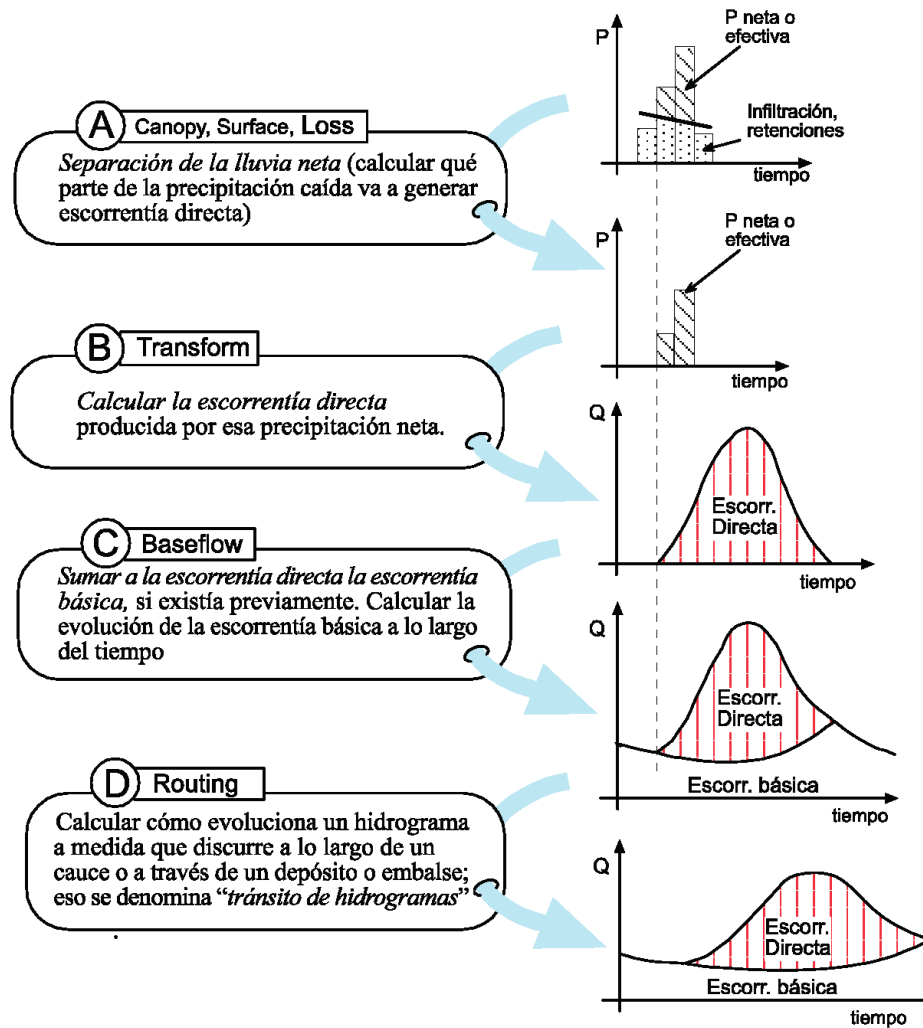 P
P neta o
efectiva
Infiltración,
retenciones
tiempo
A Canopy, Surface, Loss
Separación de la lluvia neta (calcular qué
parte de la precipitación caída va a generar
escorrentía directa)
P
P neta o
efectiva
tiempo
B Transform
Calcular la escorrentía directa
producida por esa precipitación neta.
Q
Escorr.
Directa
tiempo
C Baseflow
Sumar a la escorrentía directa la escorrentía
básica, si existía previamente. Calcular la
evolución de la escorrentía básica a lo largo
del tiempo
Q
Escorr.
Directa
Escorr. básica
tiempo
D Routing
Calcular cómo evoluciona un hidrograma
a medida que discurre a lo largo de un
cauce o a través de un depósito o embalse;
eso se denomina “tránsito de hidrogramas”
Q
Escorr.
Directa
Escorr. básica
tiempo